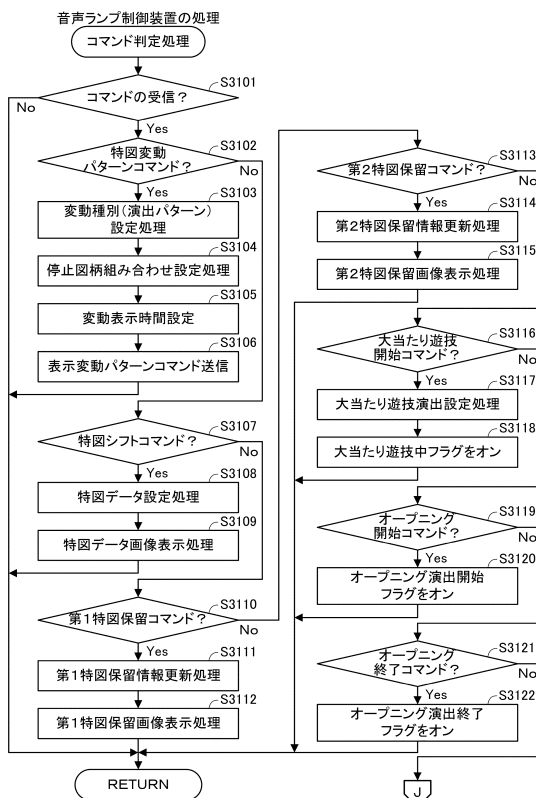 音声ランプ制御装置の処理
コマンド判定処理
S3101
コマンドの受信？
No
Yes
S3102
特図変動
パターンコマンド？
No
Yes
S3103
変動種別（演出パターン）
設定処理
S3104
停止図柄組み合わせ設定処理
S3105
変動表示時間設定
S3106
表示変動パターンコマンド送信
S3107
特図シフトコマンド？
No
Yes
S3108
特図データ設定処理
S3109
特図データ画像表示処理
S3110
第１特図保留コマンド？
No
Yes
S3111
第１特図保留情報更新処理
S3112
第１特図保留画像表示処理
RETURN
S3113
第２特図保留コマンド？
No
Yes
S3114
第２特図保留情報更新処理
S3115
第２特図保留画像表示処理
S3116
大当たり遊技
開始コマンド？
No
Yes
S3117
大当たり遊技演出設定処理
S3118
大当たり遊技中フラグをオン
S3119
オープニング
開始コマンド？
No
Yes
S3120
オープニング演出開始
フラグをオン
S3121
オープニング
終了コマンド？
No
Yes
S3122
オープニング演出終了
フラグをオン
J